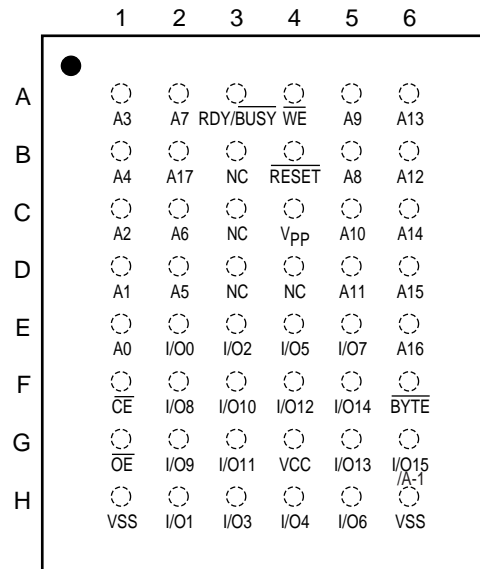 1 2 3 4 5 6
A
A3 A7 RDY/BUSY WE A9 A13
B
A4 A17 NC RESET A8 A12
C
A2 A6 NC VPP A10 A14
D
A1 A5 NC NC A11 A15
E
A0 I/O0 I/O2 I/O5 I/O7 A16
F
CE I/O8 I/O10 I/O12 I/O14 BYTE
G
OE I/O9 I/O11 VCC I/O13 I/O15
/A-1
H
VSS I/O1 I/O3 I/O4 I/O6 VSS